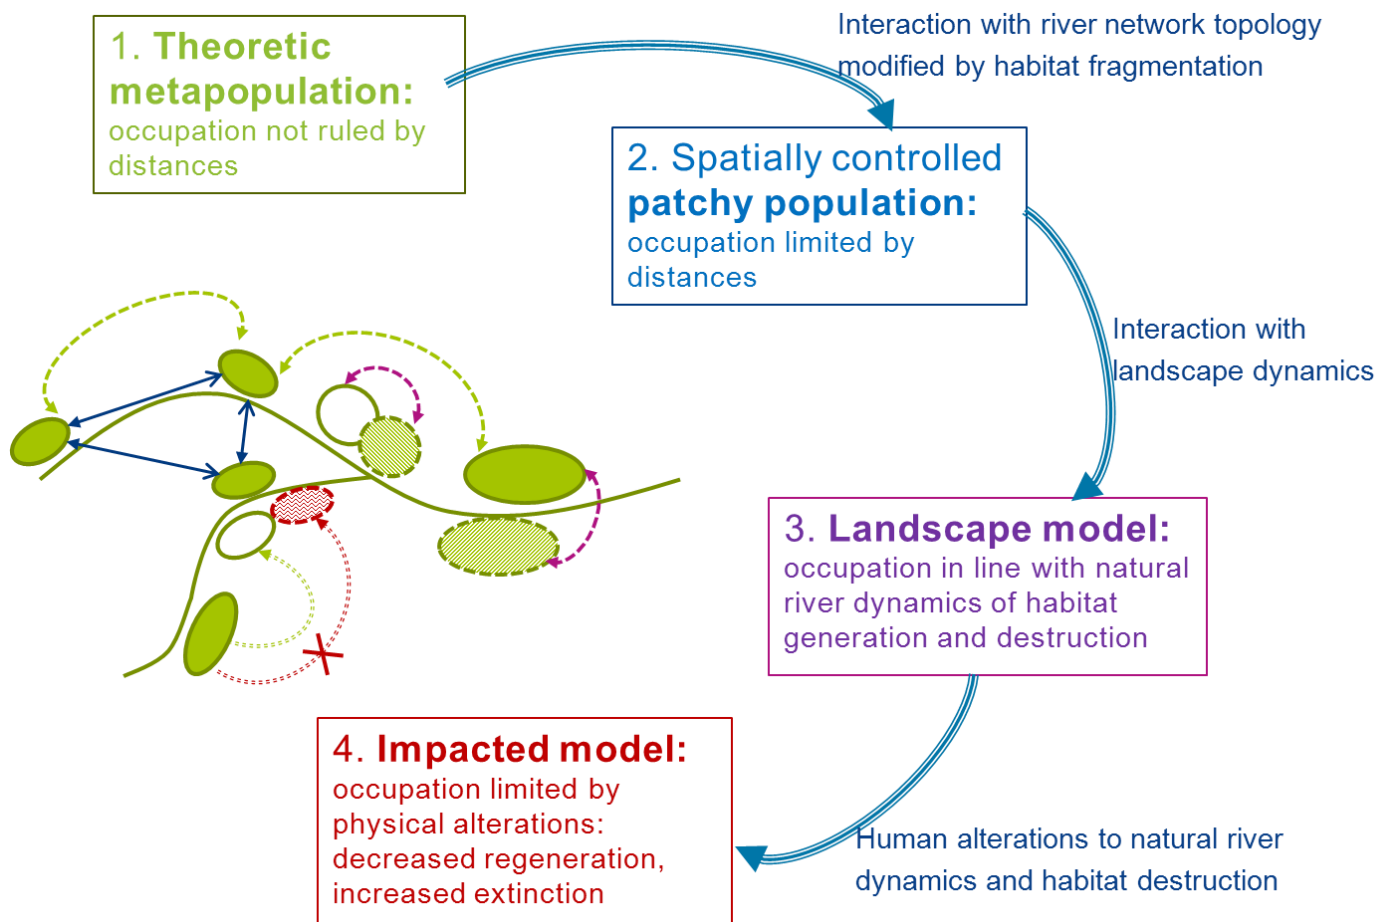 1. Theoretic
metapopulation:
occupation not ruled by
distances
Interaction with river network topology
modified by habitat fragmentation
2. Spatially controlled
patchy population:
occupation limited by
distances
Interaction with
landscape dynamics
3. Landscape model:
occupation in line with natural
river dynamics of habitat
generation and destruction
4. Impacted model:
occupation limited by
physical alterations:
decreased regeneration,
increased extinction
Human alterations to natural river
dynamics and habitat destruction